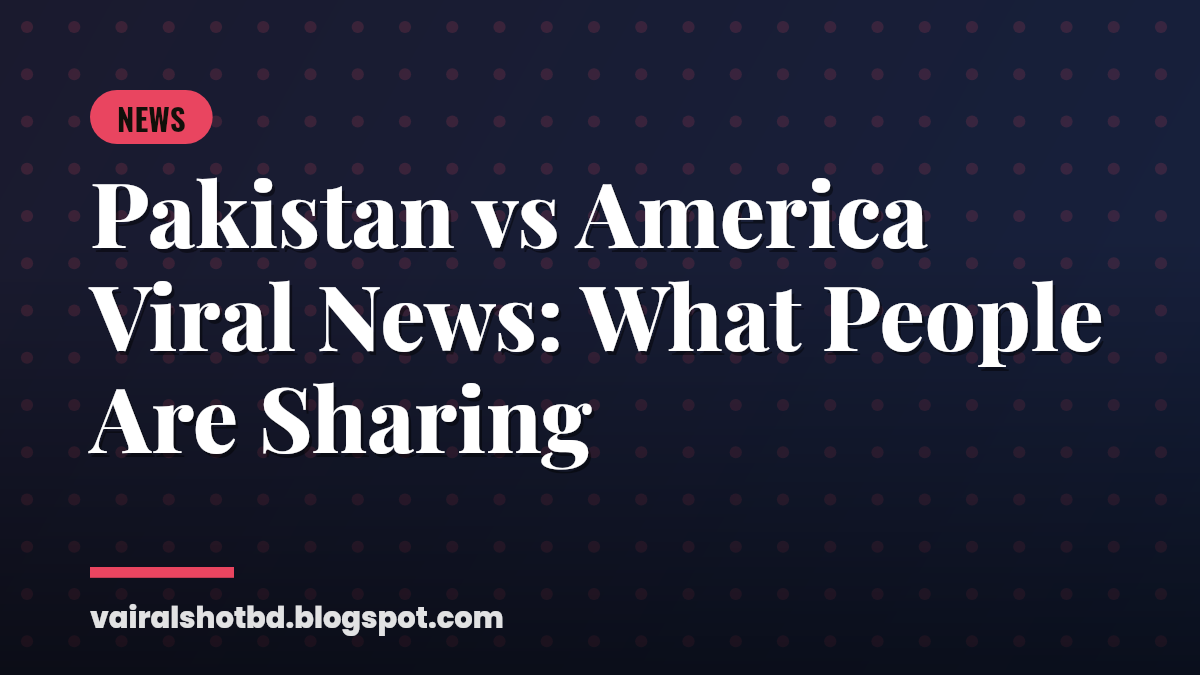 NEWS
Pakistan vs America
Viral News: What People
Are Sharing
vairalshotbd.blogspot.com